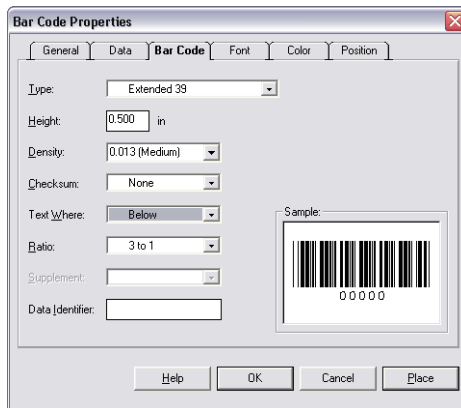 Bar Code Properties
General Data Bar Code Font Color Position
Type: Extended 39
Height: 0.500 in
Density: 0.013 (Medium)
Checksum: None
Text Where: Below
Ratio: 3 to 1
Supplement:
Data Identifier:
Sample:
00000
Help OK Cancel Place